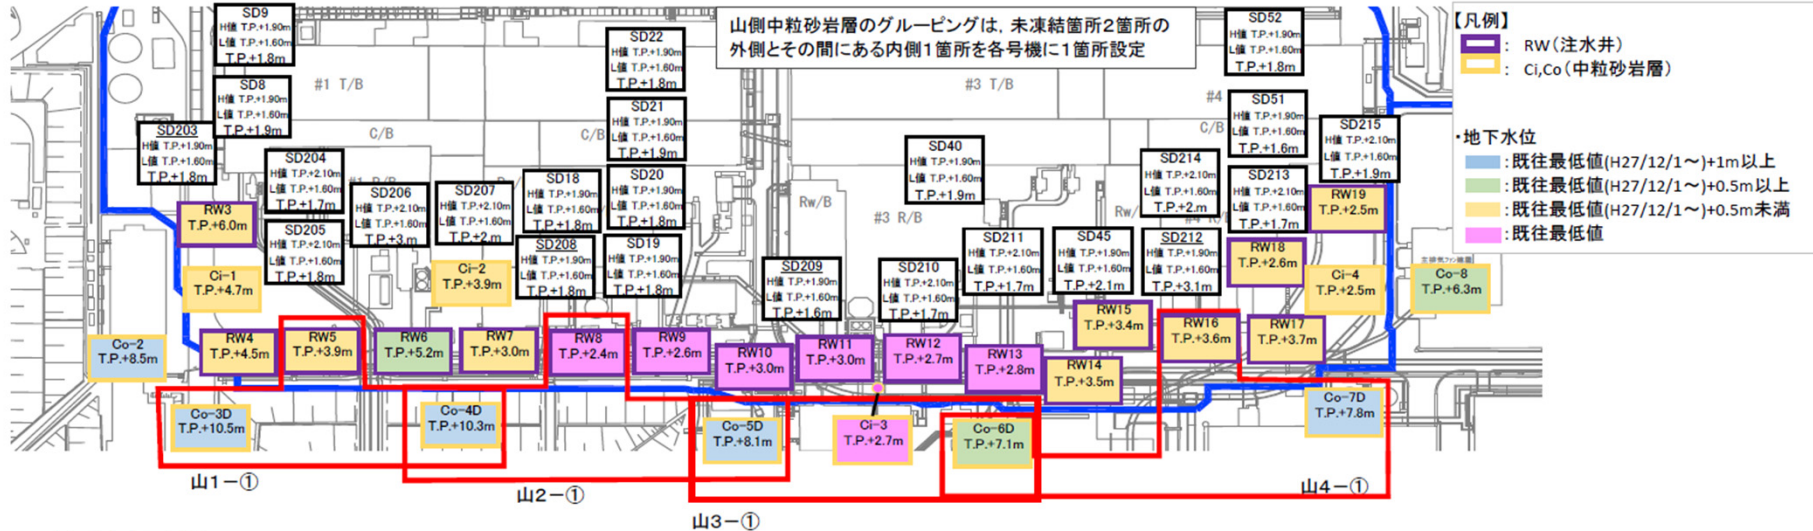 山側中粒砂岩層のグルーピングは，未凍結箇所2箇所の
外側とその間にある内側1箇所を各号機に1箇所設定
【凡例】
： RW（注水井）
： Ci,Co（中粒砂岩層）
・地下水位
：既往最低値(H27/12/1～)+1m以上
：既往最低値(H27/12/1～)+0.5m以上
：既往最低値(H27/12/1～)+0.5m未満
：既往最低値
SD9
H値 T.P.+1.90m
L値 T.P.+1.60m
T.P.+1.8m
SD8
H値 T.P.+1.90m
L値 T.P.+1.60m
T.P.+1.9m
SD203
H値 T.P.+1.90m
L値 T.P.+1.60m
T.P.+1.8m
SD204
H値 T.P.+2.10m
L値 T.P.+1.60m
T.P.+1.7m
SD205
H値 T.P.+2.10m
L値 T.P.+1.60m
T.P.+1.8m
SD206
H値 T.P.+2.10m
L値 T.P.+1.60m
T.P.+3.m
SD207
H値 T.P.+2.10m
L値 T.P.+1.60m
T.P.+2.m
SD18
H値 T.P.+1.90m
L値 T.P.+1.60m
T.P.+1.8m
SD208
H値 T.P.+1.90m
L値 T.P.+1.60m
T.P.+1.8m
SD22
H値 T.P.+1.90m
L値 T.P.+1.60m
T.P.+1.8m
SD21
H値 T.P.+1.90m
L値 T.P.+1.60m
T.P.+1.9m
SD20
H値 T.P.+1.90m
L値 T.P.+1.60m
T.P.+1.8m
SD19
H値 T.P.+1.90m
L値 T.P.+1.60m
T.P.+1.8m
SD209
H値 T.P.+1.90m
L値 T.P.+1.60m
T.P.+1.6m
SD210
H値 T.P.+2.10m
L値 T.P.+1.60m
T.P.+1.7m
SD40
H値 T.P.+1.90m
L値 T.P.+1.60m
T.P.+1.9m
SD211
H値 T.P.+2.10m
L値 T.P.+1.60m
T.P.+1.7m
SD45
H値 T.P.+1.90m
L値 T.P.+1.60m
T.P.+2.1m
SD214
H値 T.P.+2.10m
L値 T.P.+1.60m
T.P.+2.m
SD212
H値 T.P.+1.90m
L値 T.P.+1.60m
T.P.+3.1m
SD52
H値 T.P.+1.90m
L値 T.P.+1.60m
T.P.+1.8m
SD51
H値 T.P.+1.90m
L値 T.P.+1.60m
T.P.+1.6m
SD213
H値 T.P.+2.10m
L値 T.P.+1.60m
T.P.+1.7m
SD215
H値 T.P.+2.10m
L値 T.P.+1.60m
T.P.+1.9m
#1 T/B
C/B
C/B
#3 T/B
#4
C/B
Rw/B
#3 R/B
Rw/
RW3
T.P.+6.0m
Ci-1
T.P.+4.7m
Ci-2
T.P.+3.9m
RW19
T.P.+2.5m
RW18
T.P.+2.6m
Ci-4
T.P.+2.5m
Co-8
T.P.+6.3m
Co-2
T.P.+8.5m
RW4
T.P.+4.5m
RW5
T.P.+3.9m
RW6
T.P.+5.2m
RW7
T.P.+3.0m
RW8
T.P.+2.4m
RW9
T.P.+2.6m
RW10
T.P.+3.0m
RW11
T.P.+3.0m
RW12
T.P.+2.7m
RW13
T.P.+2.8m
RW14
T.P.+3.5m
RW15
T.P.+3.4m
RW16
T.P.+3.6m
RW17
T.P.+3.7m
Co-3D
T.P.+10.5m
Co-4D
T.P.+10.3m
Co-5D
T.P.+8.1m
Ci-3
T.P.+2.7m
Co-6D
T.P.+7.1m
Co-7D
T.P.+7.8m
山1－①
山2－①
山3－①
山4－①